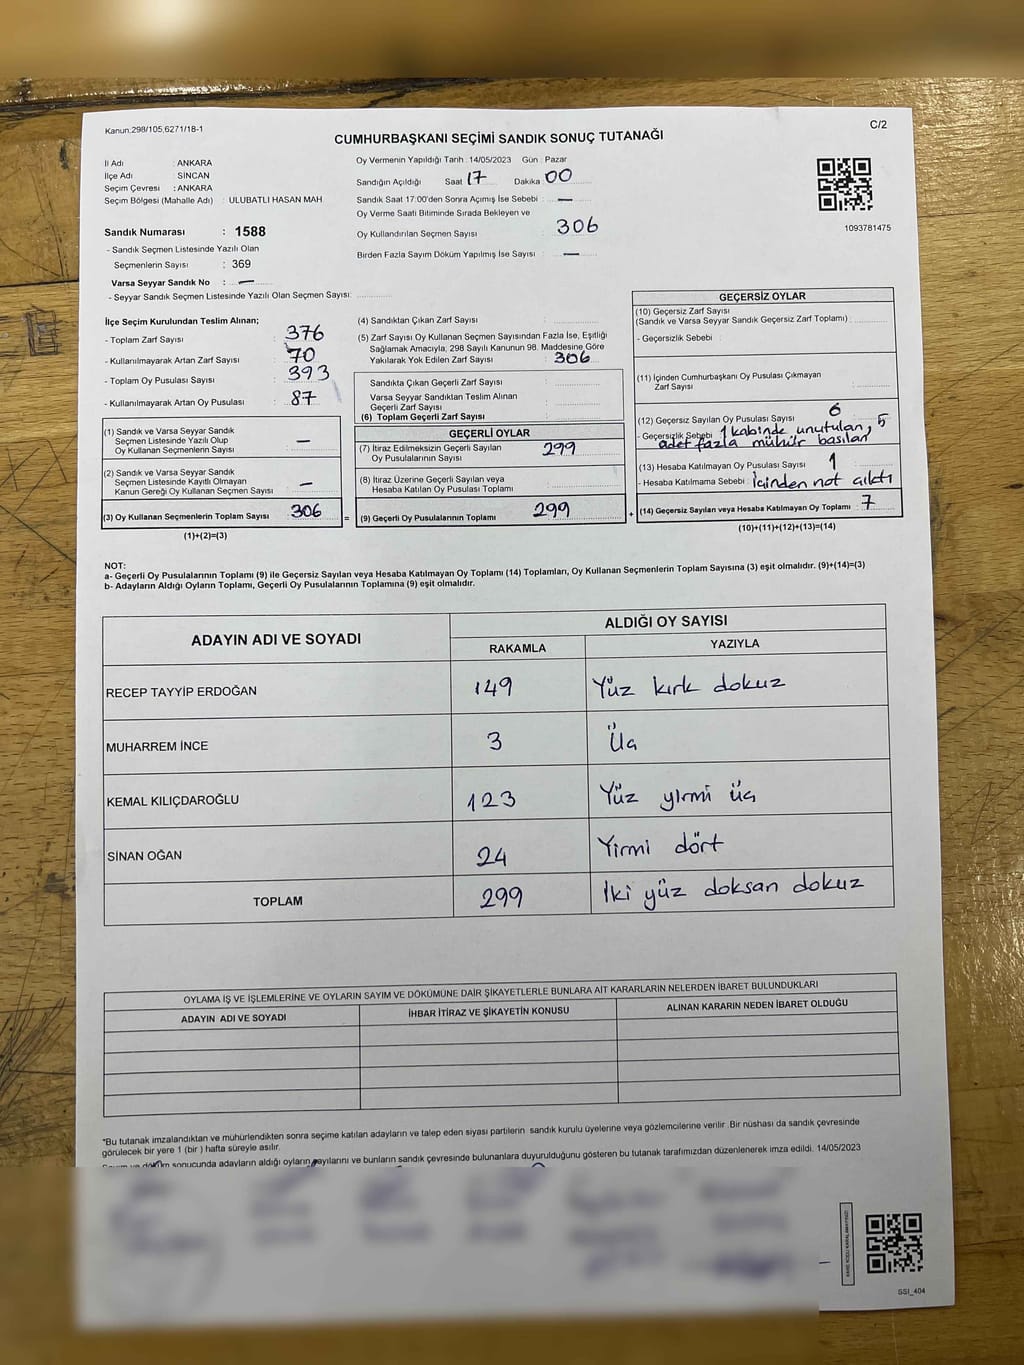 Kanun.298/105,6271/18-1
C/2
CUMHURBAŞKANI SEÇİMİ SANDIK SONUÇ TUTANAĞI
İl Adı : ANKARA
İlçe Adı : SİNCAN
Seçim Çevresi : ANKARA
Seçim Bölgesi (Mahalle Adı) : ULUBATLI HASAN MAH
Sandık Numarası : 1588
- Sandık Seçmen Listesinde Yazılı Olan
Seçmenlerin Sayısı : 369
Varsa Seyyar Sandık No : —
- Seyyar Sandık Seçmen Listesinde Yazılı Olan Seçmen Sayısı:
Oy Vermenin Yapıldığı Tarih : 14/05/2023 Gün : Pazar
Sandığın Açıldığı Saat 17 Dakika 00
Sandık Saat 17:00'den Sonra Açımış İse Sebebi : —
Oy Verme Saati Bitiminde Sırada Bekleyen ve
Oy Kullandırılan Seçmen Sayısı : 306
Birden Fazla Sayım Döküm Yapılmış İse Sayısı : —
1093781475
İlçe Seçim Kurulundan Teslim Alınan;
- Toplam Zarf Sayısı : 376
- Kullanılmayarak Artan Zarf Sayısı : 70
- Toplam Oy Pusulası Sayısı : 393
- Kullanılmayarak Artan Oy Pusulası : 87
(1) Sandık ve Varsa Seyyar Sandık
Seçmen Listesinde Yazılı Olup
Oy Kullanan Seçmenlerin Sayısı —
(2) Sandık ve Varsa Seyyar Sandık
Seçmen Listesinde Kayıtlı Olmayan
Kanun Gereği Oy Kullanan Seçmen Sayısı —
(3) Oy Kullanan Seçmenlerin Toplam Sayısı 306 =
(1)+(2)=(3)
(4) Sandıktan Çıkan Zarf Sayısı :
(5) Zarf Sayısı Oy Kullanan Seçmen Sayısından Fazla İse, Eşitliği
Sağlamak Amacıyla; 298 Sayılı Kanunun 98. Maddesine Göre
Yakılarak Yok Edilen Zarf Sayısı : 306
Sandıkta Çıkan Geçerli Zarf Sayısı :
Varsa Seyyar Sandıktan Teslim Alınan
Geçerli Zarf Sayısı :
(6) Toplam Geçerli Zarf Sayısı :
GEÇERLİ OYLAR
(7) İtiraz Edilmeksizin Geçerli Sayılan
Oy Pusulalarının Sayısı : 299
(8) İtiraz Üzerine Geçerli Sayılan veya
Hesaba Katılan Oy Pusulası Toplamı :
(9) Geçerli Oy Pusulalarının Toplamı : 299 +
GEÇERSİZ OYLAR
(10) Geçersiz Zarf Sayısı
(Sandık ve Varsa Seyyar Sandık Geçersiz Zarf Toplamı) :
- Geçersizlik Sebebi :
(11) İçinden Cumhurbaşkanı Oy Pusulası Çıkmayan
Zarf Sayısı :
(12) Geçersiz Sayılan Oy Pusulası Sayısı : 6
- Geçersizlik Sebebi : 1 kabinde unutulan, 5
adet fazla mühür basılan
(13) Hesaba Katılmayan Oy Pusulası Sayısı : 1
- Hesaba Katılmama Sebebi : İçinden not çıktı
(14) Geçersiz Sayılan veya Hesaba Katılmayan Oy Toplamı : 7
(10)+(11)+(12)+(13)=(14)
NOT:
a- Geçerli Oy Pusulalarının Toplamı (9) ile Geçersiz Sayılan veya Hesaba Katılmayan Oy Toplamı (14) Toplamları, Oy Kullanan Seçmenlerin Toplam Sayısına (3) eşit olmalıdır. (9)+(14)=(3)
b- Adayların Aldığı Oyların Toplamı, Geçerli Oy Pusulalarının Toplamına (9) eşit olmalıdır.
ADAYIN ADI VE SOYADI
ALDIĞI OY SAYISI
RAKAMLA YAZIYLA
RECEP TAYYİP ERDOĞAN 149 Yüz kırk dokuz
MUHARREM İNCE 3 Üç
KEMAL KILIÇDAROĞLU 123 Yüz yirmi üç
SİNAN OĞAN 24 Yirmi dört
TOPLAM 299 İki yüz doksan dokuz
OYLAMA İŞ VE İŞLEMLERİNE VE OYLARIN SAYIM VE DÖKÜMÜNE DAİR ŞİKAYETLERLE BUNLARA AİT KARARLARIN NELERDEN İBARET BULUNDUKLARI
ADAYIN ADI VE SOYADI İHBAR İTİRAZ VE ŞİKAYETİN KONUSU ALINAN KARARIN NEDEN İBARET OLDUĞU
*Bu tutanak imzalandıktan ve mühürlendikten sonra seçime katılan adayların ve talep eden siyasi partilerin sandık kurulu üyelerine veya gözlemcilerine verilir .Bir nüshası da sandık çevresinde
görülecek bir yere 1 (bir ) hafta süreyle asılır.
Sayım ve döküm sonucunda adayların aldığı oyların sayılarını ve bunların sandık çevresinde bulunanlara duyurulduğunu gösteren bu tutanak tarafımızdan düzenlenerek imza edildi. 14/05/2023
SSI_404